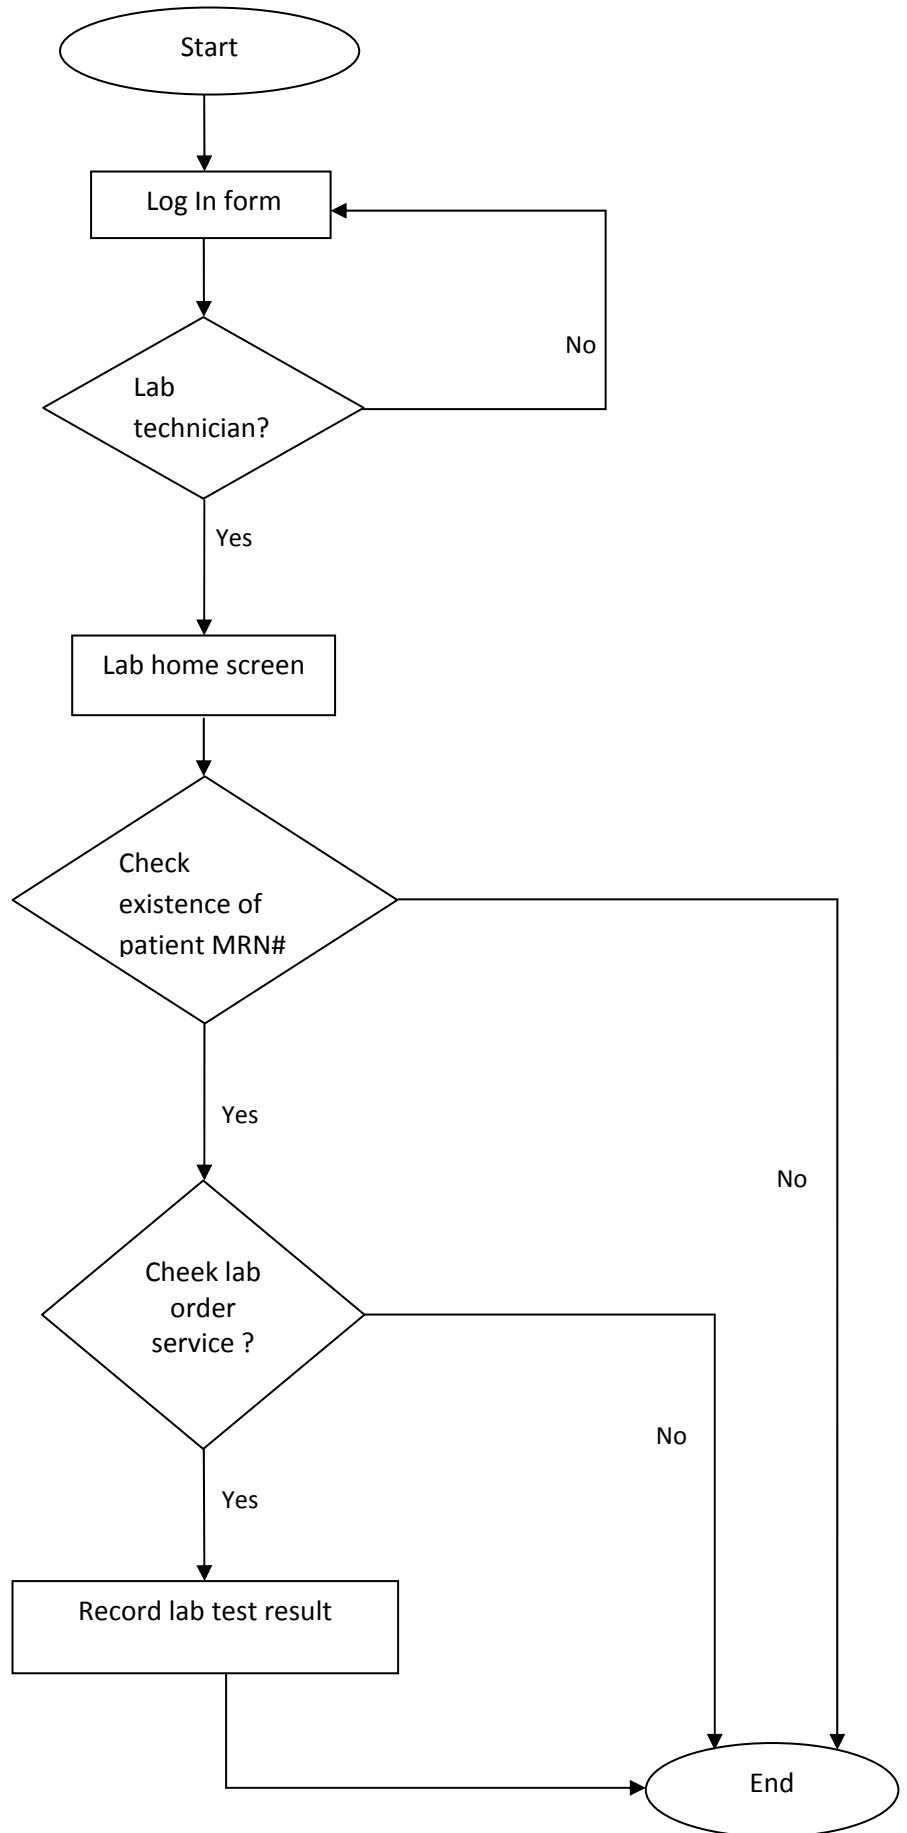 Start
Log In form
No
Lab
technician?
Yes
Lab home screen
Check
existence of
patient MRN#
Yes
No
Cheek lab
order
service ?
No
Yes
Record lab test result
End